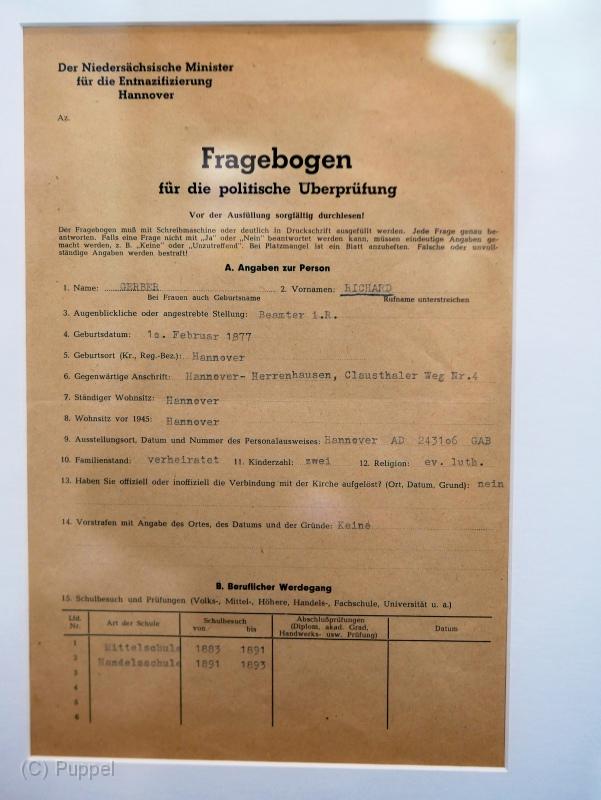 Der Niedersächsische Minister
für die Entnazifizierung
Hannover
Az.
Fragebogen
für die politische Überprüfung
Vor der Ausfüllung sorgfältig durchlesen!
Der Fragebogen muß mit Schreibmaschine oder deutlich in Druckschrift ausgefüllt werden. Jede Frage genau be-
antworten. Falls eine Frage nicht mit „Ja" oder „Nein" beantwortet werden kann, müssen eindeutige Angaben ge-
macht werden, z. B. „Keine" oder „Unzutreffend". Bei Platzmangel ist ein Blatt anzuheften. Falsche oder unvoll-
ständige Angaben werden bestraft!
A. Angaben zur Person
1. Name: GERBER 2. Vornamen: RICHARD
Bei Frauen auch Geburtsname Rufname unterstreichen
3. Augenblickliche oder angestrebte Stellung: Beamter i.R.
4. Geburtsdatum: 1o. Februar 1877
5. Geburtsort (Kr., Reg.-Bez.): Hannover
6. Gegenwärtige Anschrift: Hannover- Herrenhausen, Clausthaler Weg Nr.4
7. Ständiger Wohnsitz: Hannover
8. Wohnsitz vor 1945: Hannover
9. Ausstellungsort, Datum und Nummer des Personalausweises: Hannover AD 2431o6 GAB
10. Familienstand: verheiratet 11. Kinderzahl: zwei 12. Religion: ev. luth.
13. Haben Sie offiziell oder inoffiziell die Verbindung mit der Kirche aufgelöst? (Ort, Datum, Grund): nein
14. Vorstrafen mit Angabe des Ortes, des Datums und der Gründe: Keine
B. Beruflicher Werdegang
15. Schulbesuch und Prüfungen (Volks-, Mittel-, Höhere, Handels-, Fachschule, Universität u. a.)
Lfd. Nr. Art der Schule Schulbesuch von bis Abschlußprüfungen (Diplom, akad. Grad, Handwerks- usw. Prüfung) Datum
1 Mittelschule 1883 1891
2 Handelsschule 1891 1893
3
4
5
6
(C) Puppel